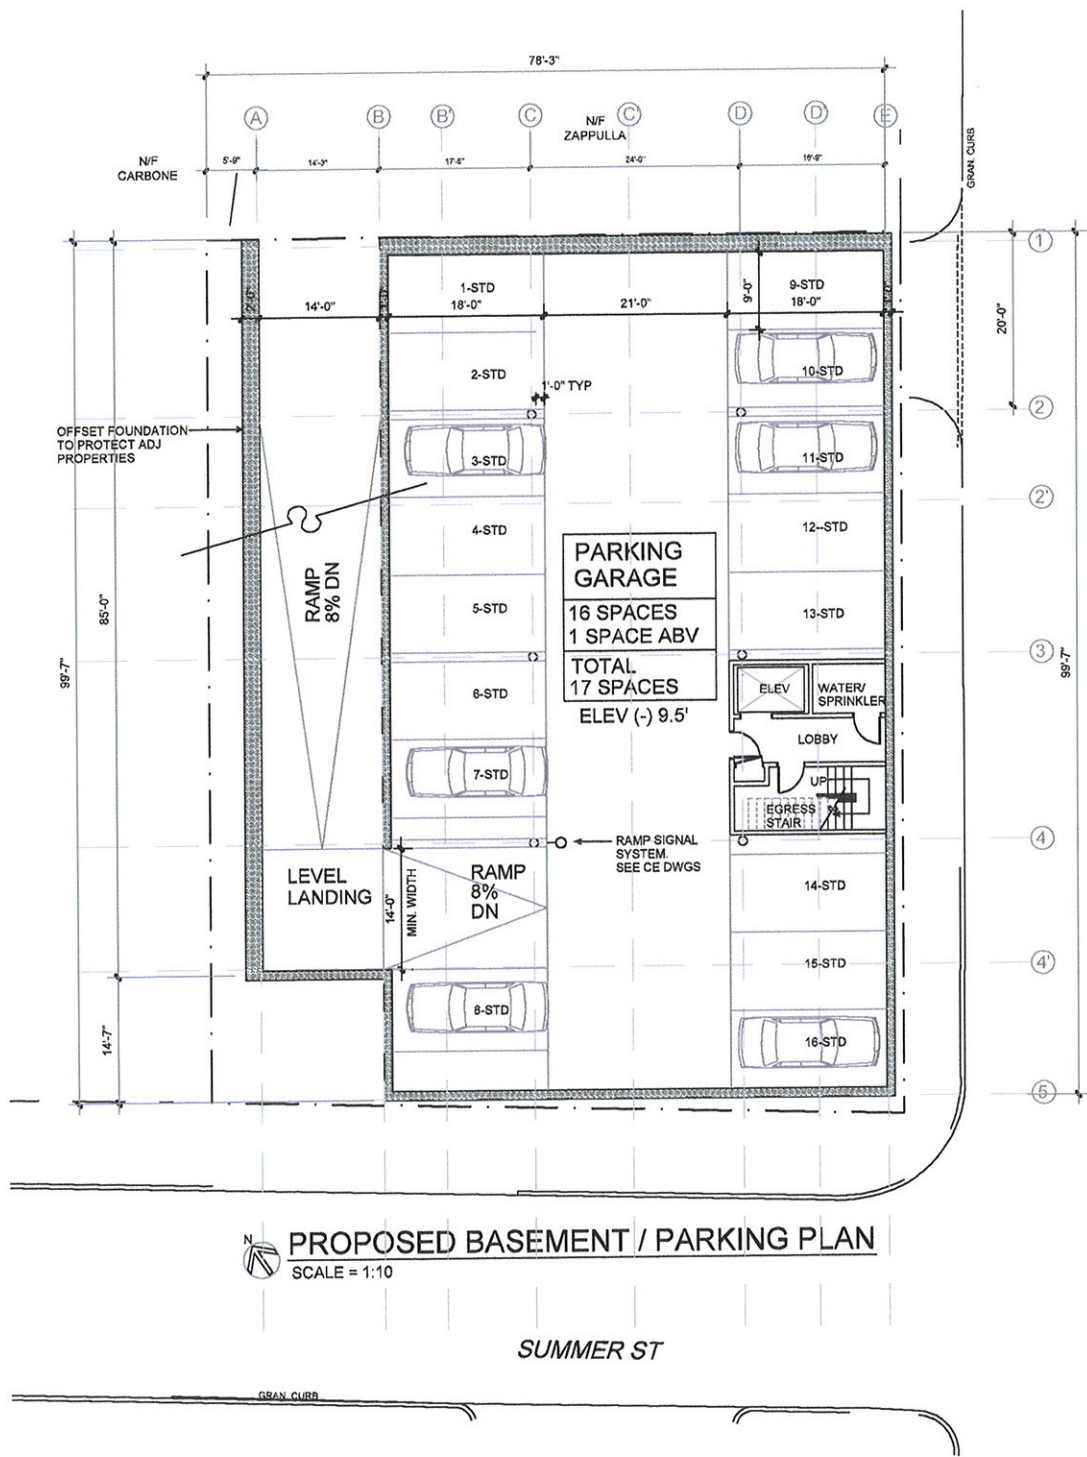 78'-3"
A
B
B'
C
C'
D
D'
E
N/F
ZAPPULLA
N/F
CARBONE
5'-9"
14'-3"
17'-5"
24'-0"
16'-9"
GRAN. CURB
1
1-STD
9-STD
2'-0"
14'-0"
18'-0"
21'-0"
9'-0"
18'-0"
20'-0"
2-STD
10-STD
1'-0" TYP
2
OFFSET FOUNDATION
TO PROTECT ADJ
PROPERTIES
3-STD
11-STD
2'
4-STD
12--STD
RAMP
8% DN
PARKING
GARAGE
16 SPACES
1 SPACE ABV
TOTAL
17 SPACES
ELEV (-) 9.5'
85'-0"
99'-7"
5-STD
13-STD
3
99'-7"
6-STD
ELEV
WATER/
SPRINKLER
LOBBY
7-STD
UP
EGRESS
STAIR
RAMP SIGNAL
SYSTEM.
SEE CE DWGS
4
LEVEL
LANDING
14'-0"
MIN. WIDTH
RAMP
8%
DN
14-STD
15-STD
4'
14'-7"
8-STD
16-STD
5
N
PROPOSED BASEMENT / PARKING PLAN
SCALE = 1:10
SUMMER ST
GRAN. CURB